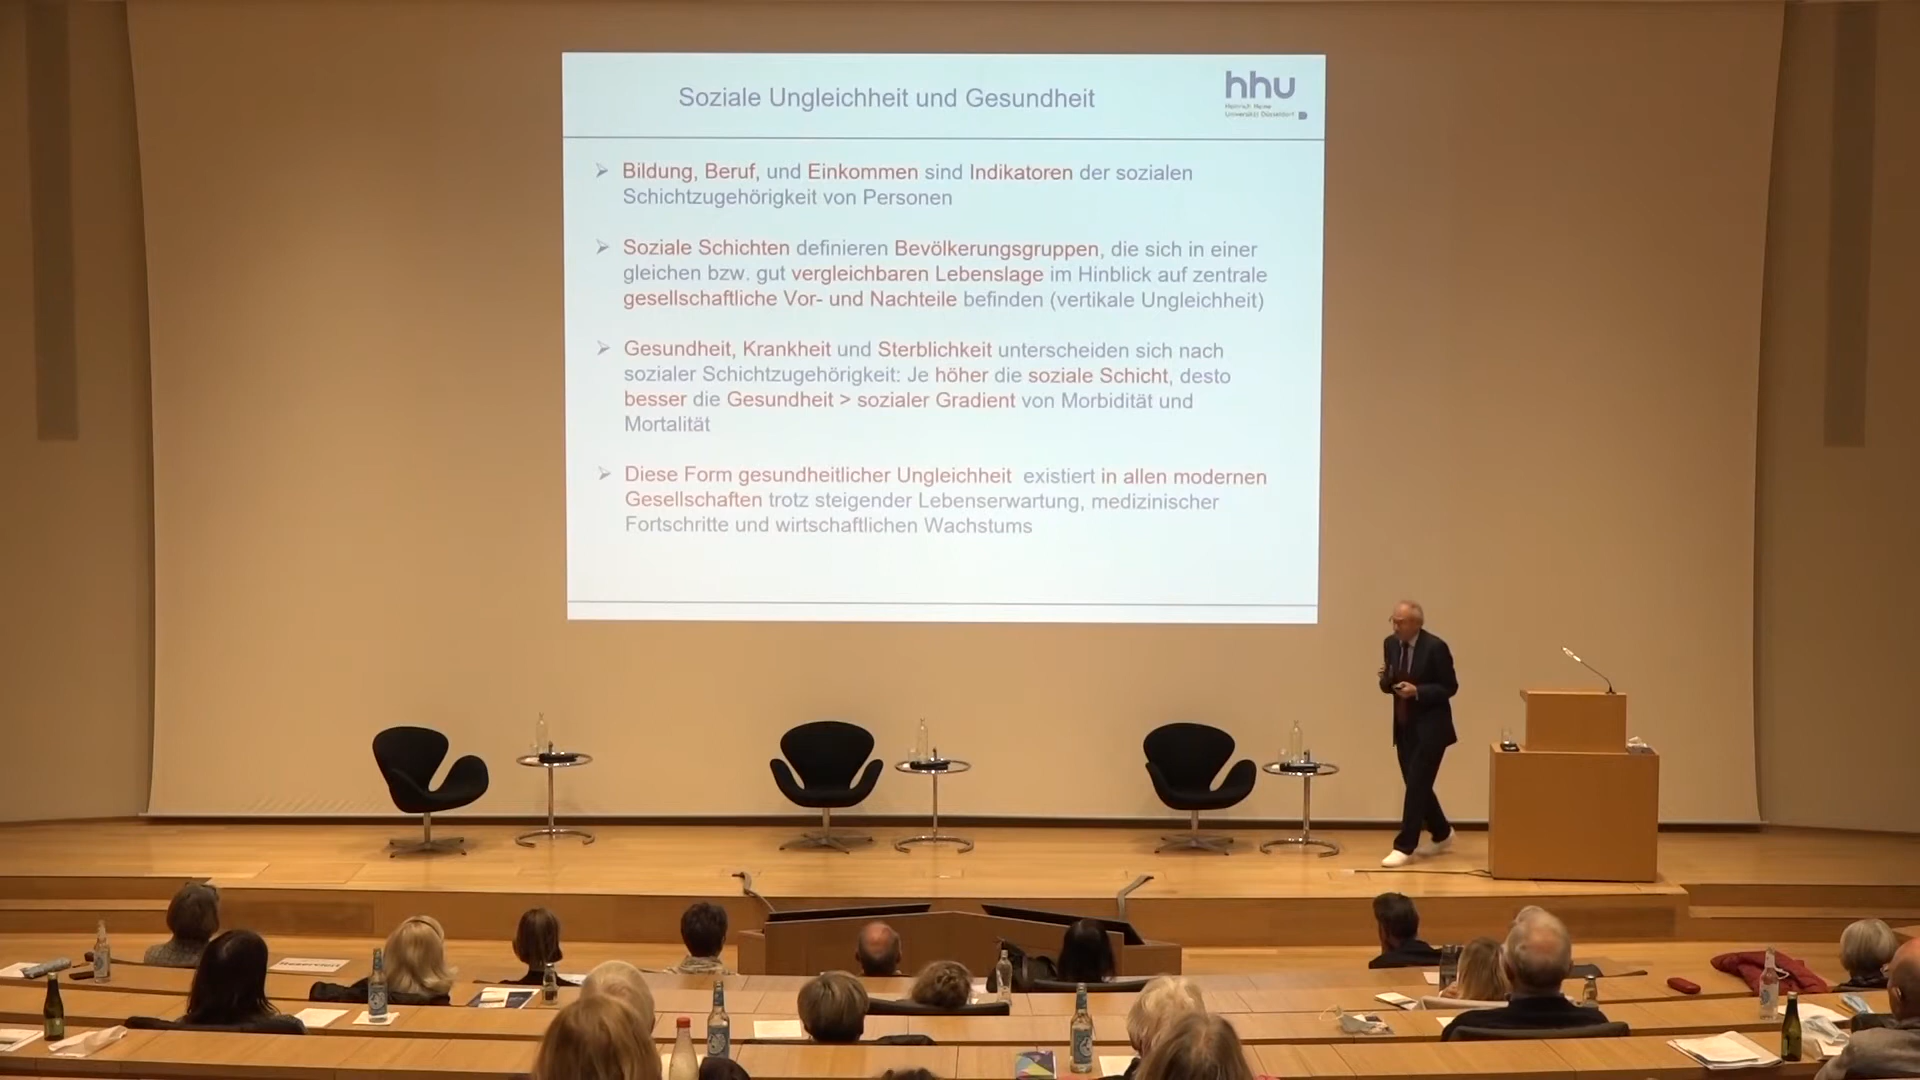 Soziale Ungleichheit und Gesundheit
hhu
Heinrich Heine
Universität Düsseldorf
Bildung, Beruf, und Einkommen sind Indikatoren der sozialen
Schichtzugehörigkeit von Personen
Soziale Schichten definieren Bevölkerungsgruppen, die sich in einer
gleichen bzw. gut vergleichbaren Lebenslage im Hinblick auf zentrale
gesellschaftliche Vor- und Nachteile befinden (vertikale Ungleichheit)
Gesundheit, Krankheit und Sterblichkeit unterscheiden sich nach
sozialer Schichtzugehörigkeit: Je höher die soziale Schicht, desto
besser die Gesundheit > sozialer Gradient von Morbidität und
Mortalität
Diese Form gesundheitlicher Ungleichheit existiert in allen modernen
Gesellschaften trotz steigender Lebenserwartung, medizinischer
Fortschritte und wirtschaftlichen Wachstums